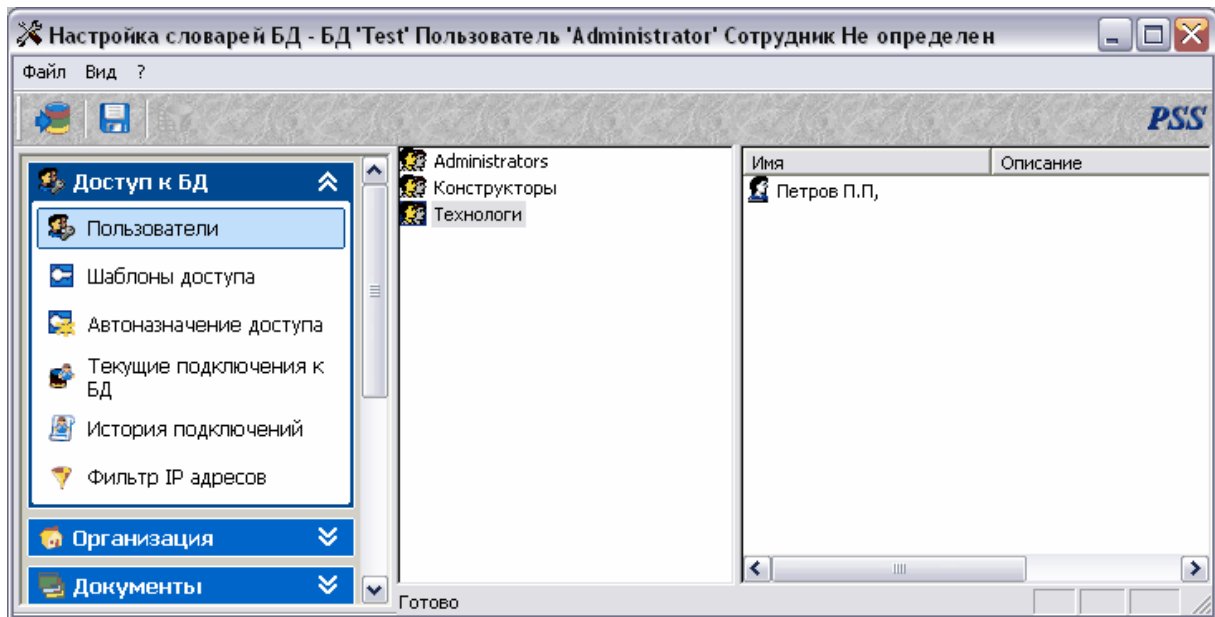 Настройка словарей БД - БД 'Test' Пользователь 'Administrator' Сотрудник Не определен
Файл Вид ?
PSS
Доступ к БД
Пользователи
Шаблоны доступа
Автоназначение доступа
Текущие подключения к
БД
История подключений
Фильтр IP адресов
Организация
Документы
Administrators
Конструкторы
Технологи
Имя Описание
Петров П.П,
Готово